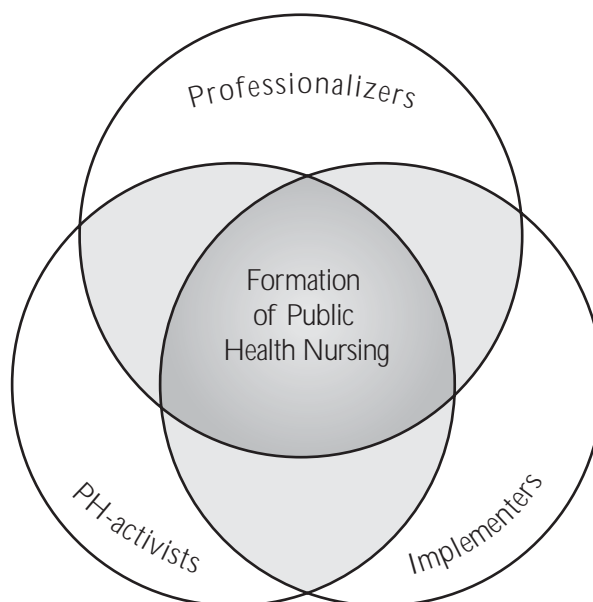 Professionalizers
Formation
of Public
Health Nursing
PH-activists
Implementers